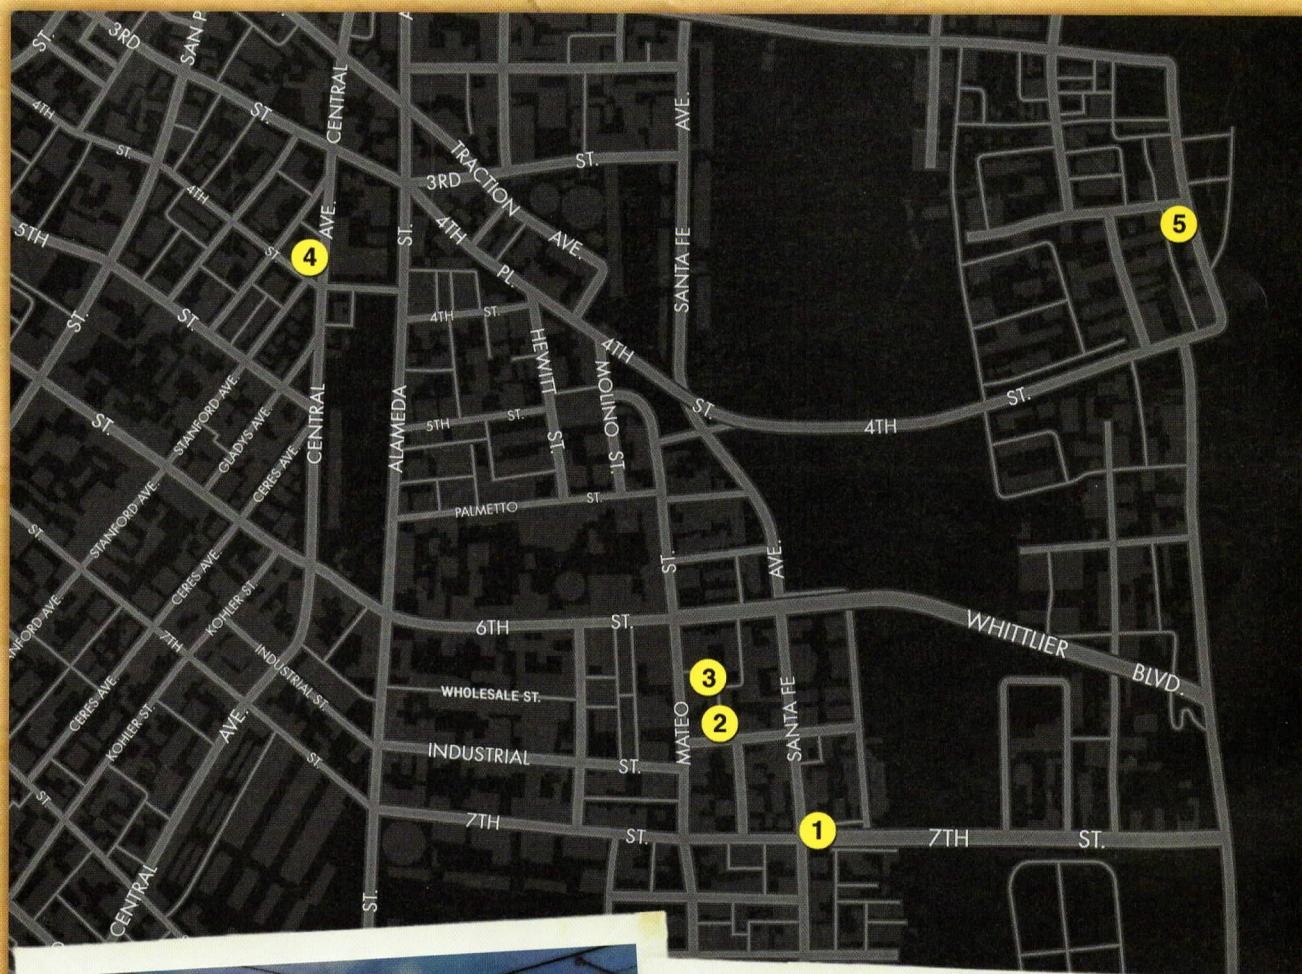 3RD
ST.
SAN P
CENTRAL
AVE.
4TH
ST.
ST.
4TH
ST.
TRACTION
AVE.
3RD
ST.
5TH
ST.
AVE.
4TH
PL.
ST.
4
5
SANTA FE
4TH
ST.
HEWITT
ST.
4TH
ST.
MOLINO ST.
ST.
ST.
STANFORD AVE.
GLADYS AVE.
CERES AVE.
CENTRAL
ALAMEDA
5TH
ST.
4TH
ST.
PALMETTO
ST.
STANFORD AVE.
ST.
ST.
AVE.
CERES AVE.
KOHLER ST.
NFORD AVE.
7TH
INDUSTRIAL ST.
6TH
ST.
WHITTLIER
BLVD.
3
WHOLESALE ST.
2
MATEO
SANTA FE
CERES AVE.
KOHLER ST.
AVE.
ST.
INDUSTRIAL
ST.
7TH
ST.
1
7TH
ST.
ST.
CENTRAL
ST.